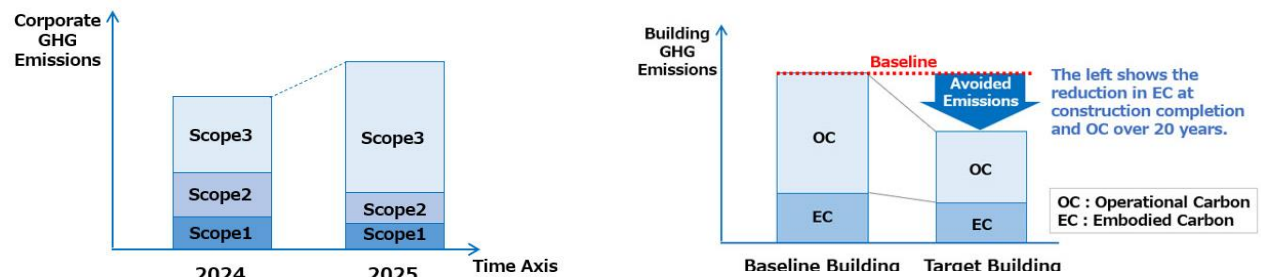 Corporate
GHG
Emissions
Scope3
Scope2
Scope1
Scope3
Scope2
Scope1
2024
2025
Time Axis
Building
GHG
Emissions
Baseline
Avoided
Emissions
OC
EC
OC
EC
The left shows the
reduction in EC at
construction completion
and OC over 20 years.
OC : Operational Carbon
EC : Embodied Carbon
Baseline Building
Target Building